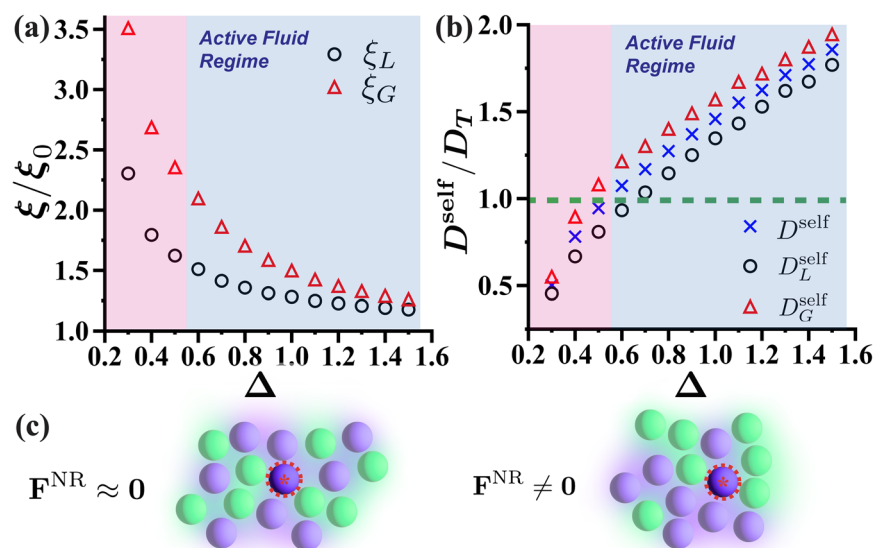 (a)
Active Fluid
Regime
ξ_L
ξ_G
ξ/ξ_0
3.5
3.0
2.5
2.0
1.5
1.0
0.2 0.4 0.6 0.8 1.0 1.2 1.4 1.6
Δ
(b)
Active Fluid
Regime
D^self/D_T
2.0
1.5
1.0
0.5
D^self
D_L^self
D_G^self
0.2 0.4 0.6 0.8 1.0 1.2 1.4 1.6
Δ
(c)
F^NR ≈ 0
*
F^NR ≠ 0
*